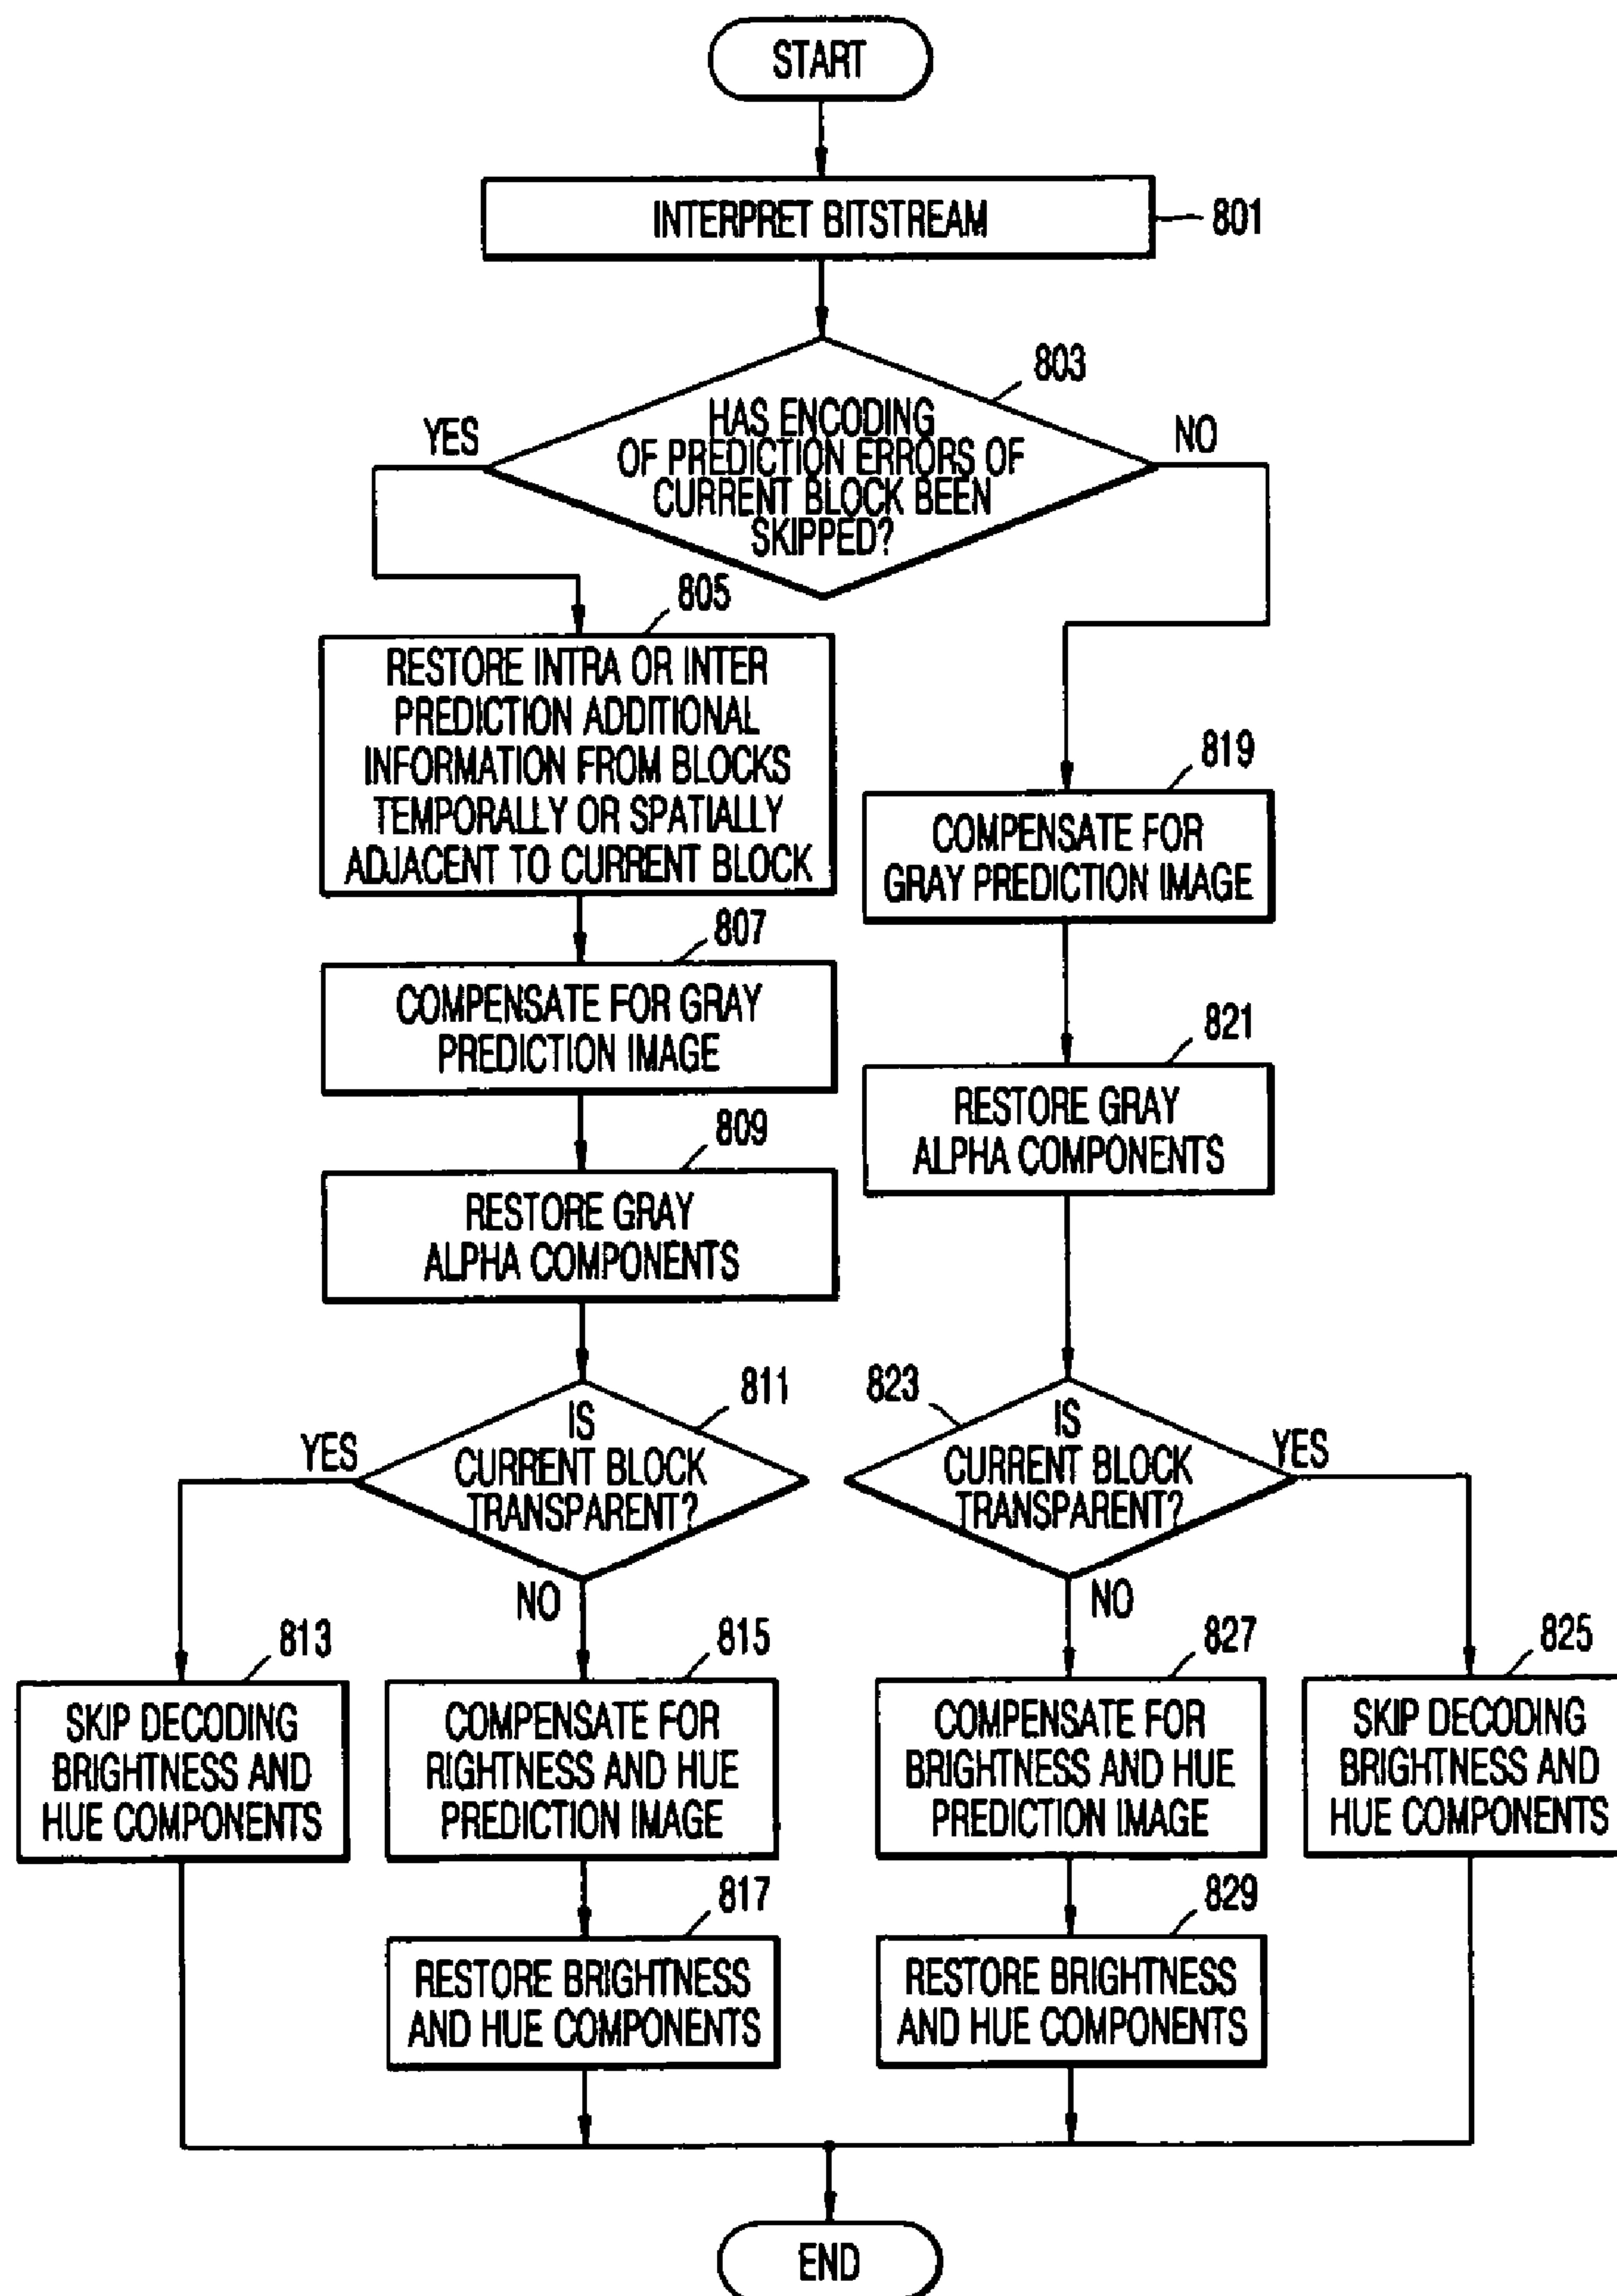 START
INTERPRET BITSTREAM
801
803
HAS ENCODING
OF PREDICTION ERRORS OF
CURRENT BLOCK BEEN
SKIPPED?
YES
NO
805
RESTORE INTRA OR INTER
PREDICTION ADDITIONAL
INFORMATION FROM BLOCKS
TEMPORALLY OR SPATIALLY
ADJACENT TO CURRENT BLOCK
807
COMPENSATE FOR GRAY
PREDICTION IMAGE
809
RESTORE GRAY
ALPHA COMPONENTS
811
IS
CURRENT BLOCK
TRANSPARENT?
YES
NO
813
SKIP DECODING
BRIGHTNESS AND
HUE COMPONENTS
815
COMPENSATE FOR
RIGHTNESS AND HUE
PREDICTION IMAGE
817
RESTORE BRIGHTNESS
AND HUE COMPONENTS
819
COMPENSATE FOR
GRAY PREDICTION IMAGE
821
RESTORE GRAY
ALPHA COMPONENTS
823
IS
CURRENT BLOCK
TRANSPARENT?
YES
NO
827
COMPENSATE FOR
BRIGHTNESS AND HUE
PREDICTION IMAGE
829
RESTORE BRIGHTNESS
AND HUE COMPONENTS
825
SKIP DECODING
BRIGHTNESS AND
HUE COMPONENTS
END